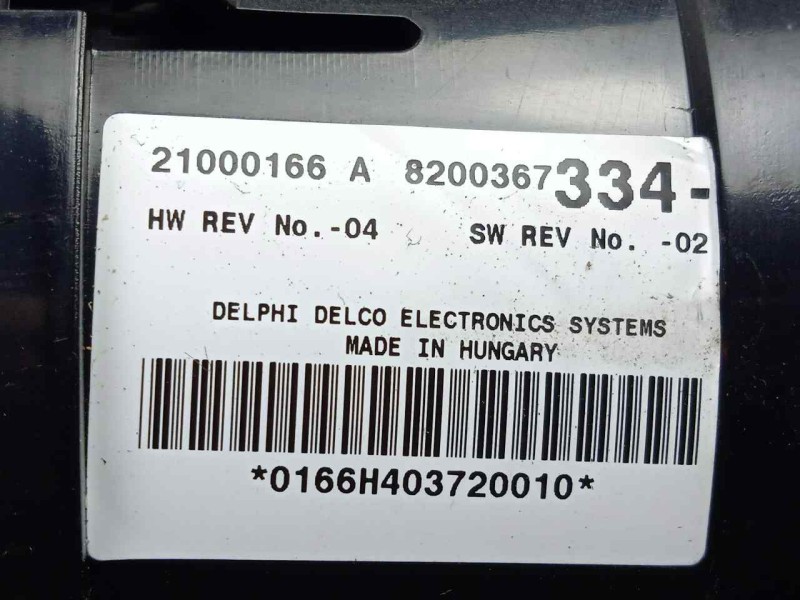 21000166 A 8200367334-
HW REV No.-04 SW REV No. -02
DELPHI DELCO ELECTRONICS SYSTEMS
MADE IN HUNGARY
*0166H403720010*